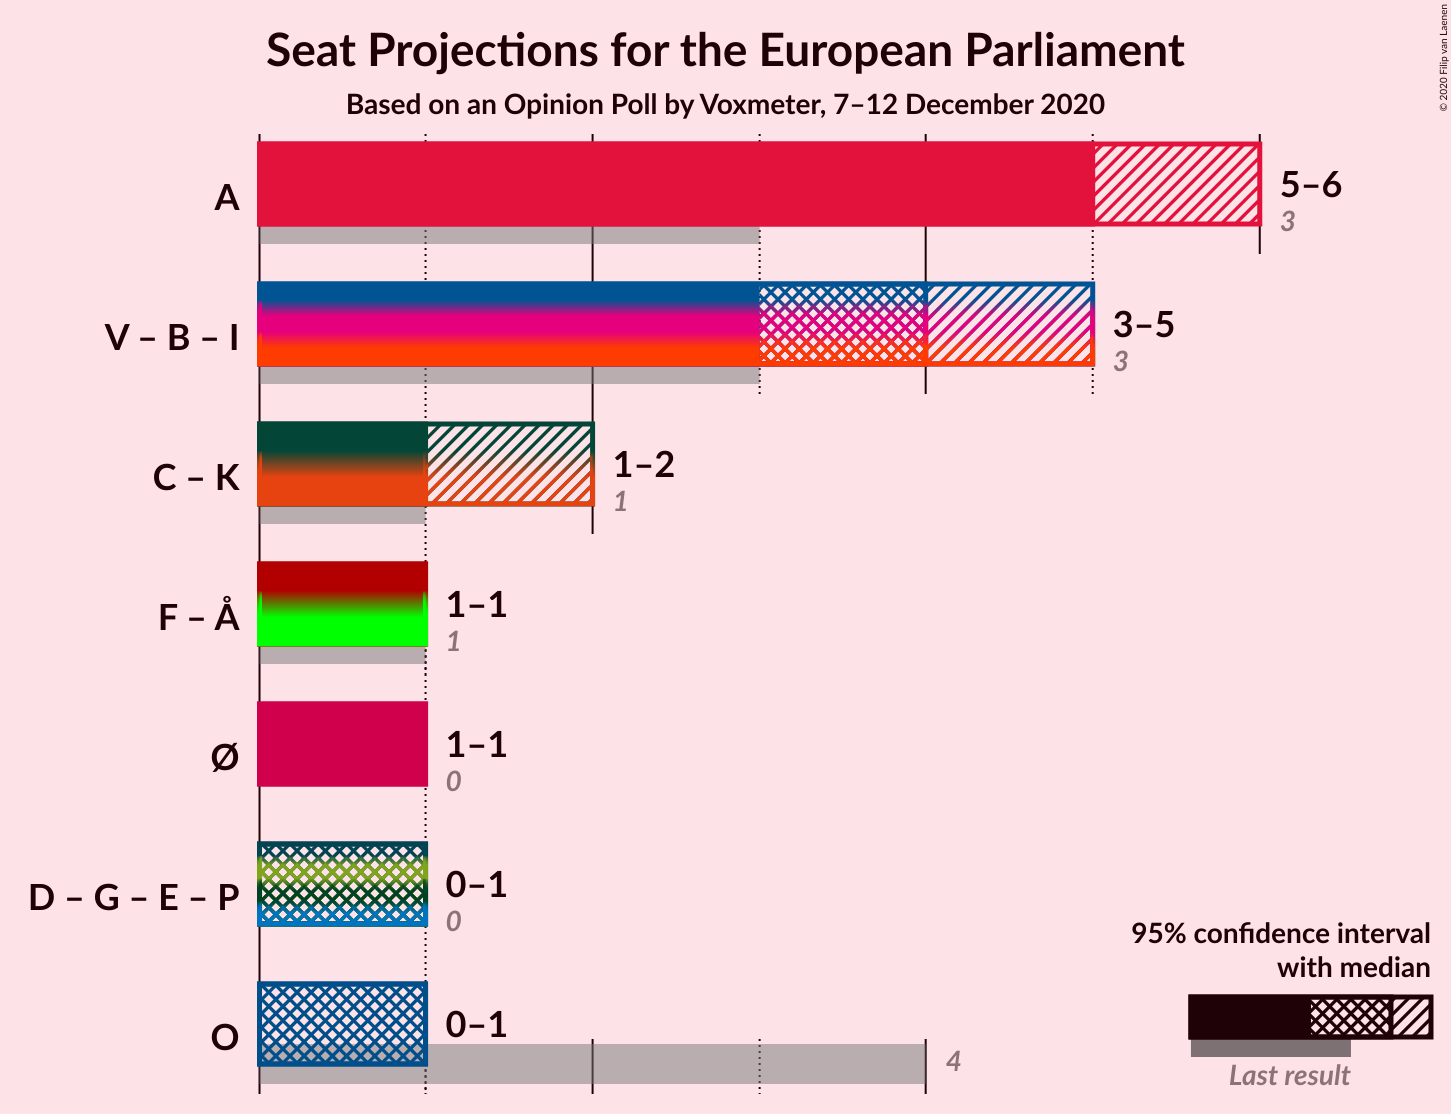 Seat Projections for the European Parliament
Based on an Opinion Poll by Voxmeter, 7–12 December 2020
© 2020 Filip van Laenen
A
5–6
3
V – B – I
3–5
3
C – K
1–2
1
F – Å
1–1
1
Ø
1–1
0
D – G – E – P
0–1
0
O
0–1
4
95% confidence interval
with median
Last result